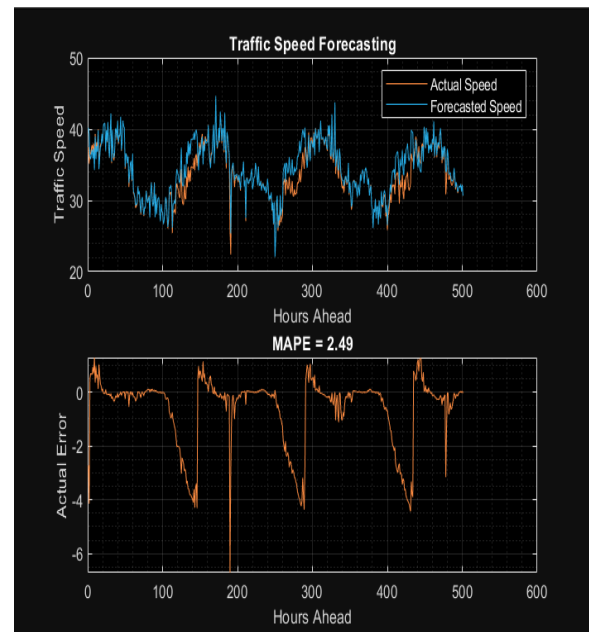 Traffic Speed Forecasting
50
40
30
20
Traffic Speed
Actual Speed
Forecasted Speed
0 100 200 300 400 500 600
Hours Ahead
MAPE = 2.49
0
-2
-4
-6
Actual Error
0 100 200 300 400 500 600
Hours Ahead